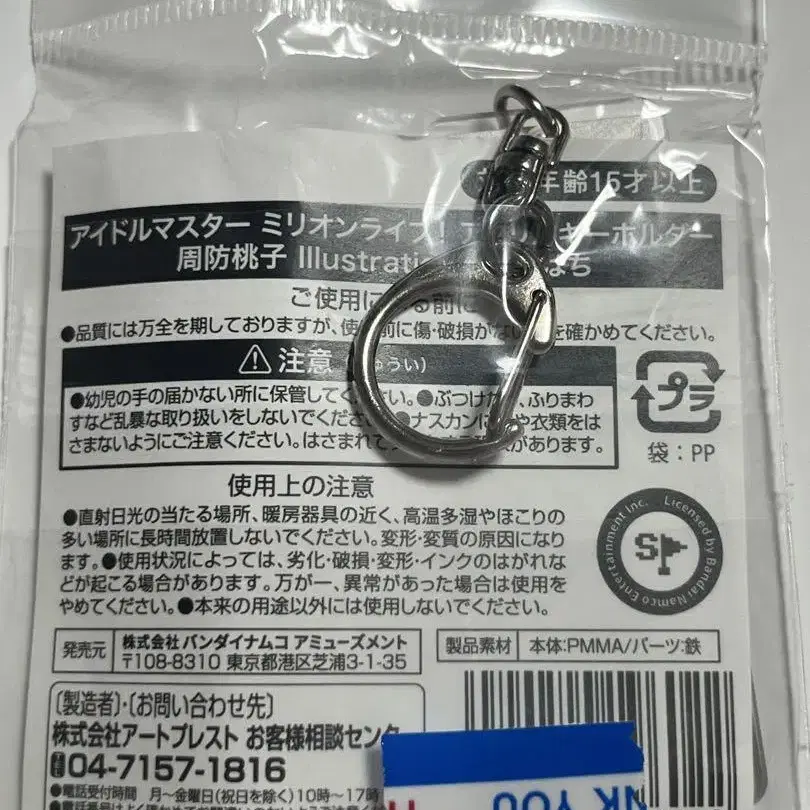 年齢15才以上
アイドルマスター ミリオンライブ! キーホルダー
周防桃子 Illustration
ご使用に 前に
●品質には万全を期しておりますが、使 前に傷・破損がな を確かめてください。
注意 うい)
●幼児の手の届かない所に保管して い。●ぶつけ 、ふりまわ
すなど乱暴な取り扱いをしないでくださ ナスカンに や衣類をは
さまないようにご注意ください。はさまれて があります。
プラ
袋:PP
使用上の注意
●直射日光の当たる場所、暖房器具の近く、高温多湿やほこりの
多い場所に長時間放置しないでください。変形・変質の原因になり
ます。●使用状況によっては、劣化・破損・変形・インクのはがれな
どが起こる場合があります。万が一、異常があった場合は使用を
やめてください。●本来の用途以外には使用しないでください。
Licensed by Bandai Namco Entertainment Inc.
S
発売元 株式会社 バンダイナムコ アミューズメント
〒108-8310 東京都港区芝浦3-1-35
製品素材 本体:PMMA/パーツ:鉄
〔製造者〕・〔お問い合わせ先〕
株式会社アートプレスト お客様相談センタ
04-7157-1816
●電話受付時間 月～金曜日(祝日を除く)10時～17時
NK YOU